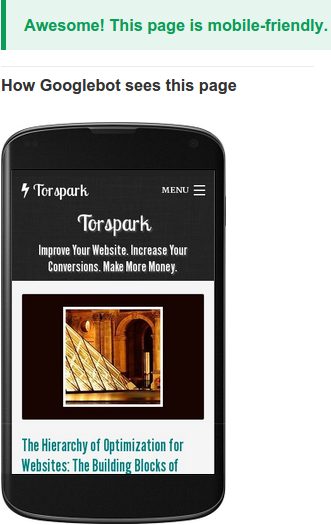 Awesome! This page is mobile-friendly.
How Googlebot sees this page
Torspark
MENU
Torspark
Improve Your Website. Increase Your
Conversions. Make More Money.
The Hierarchy of Optimization for
Websites: The Building Blocks of